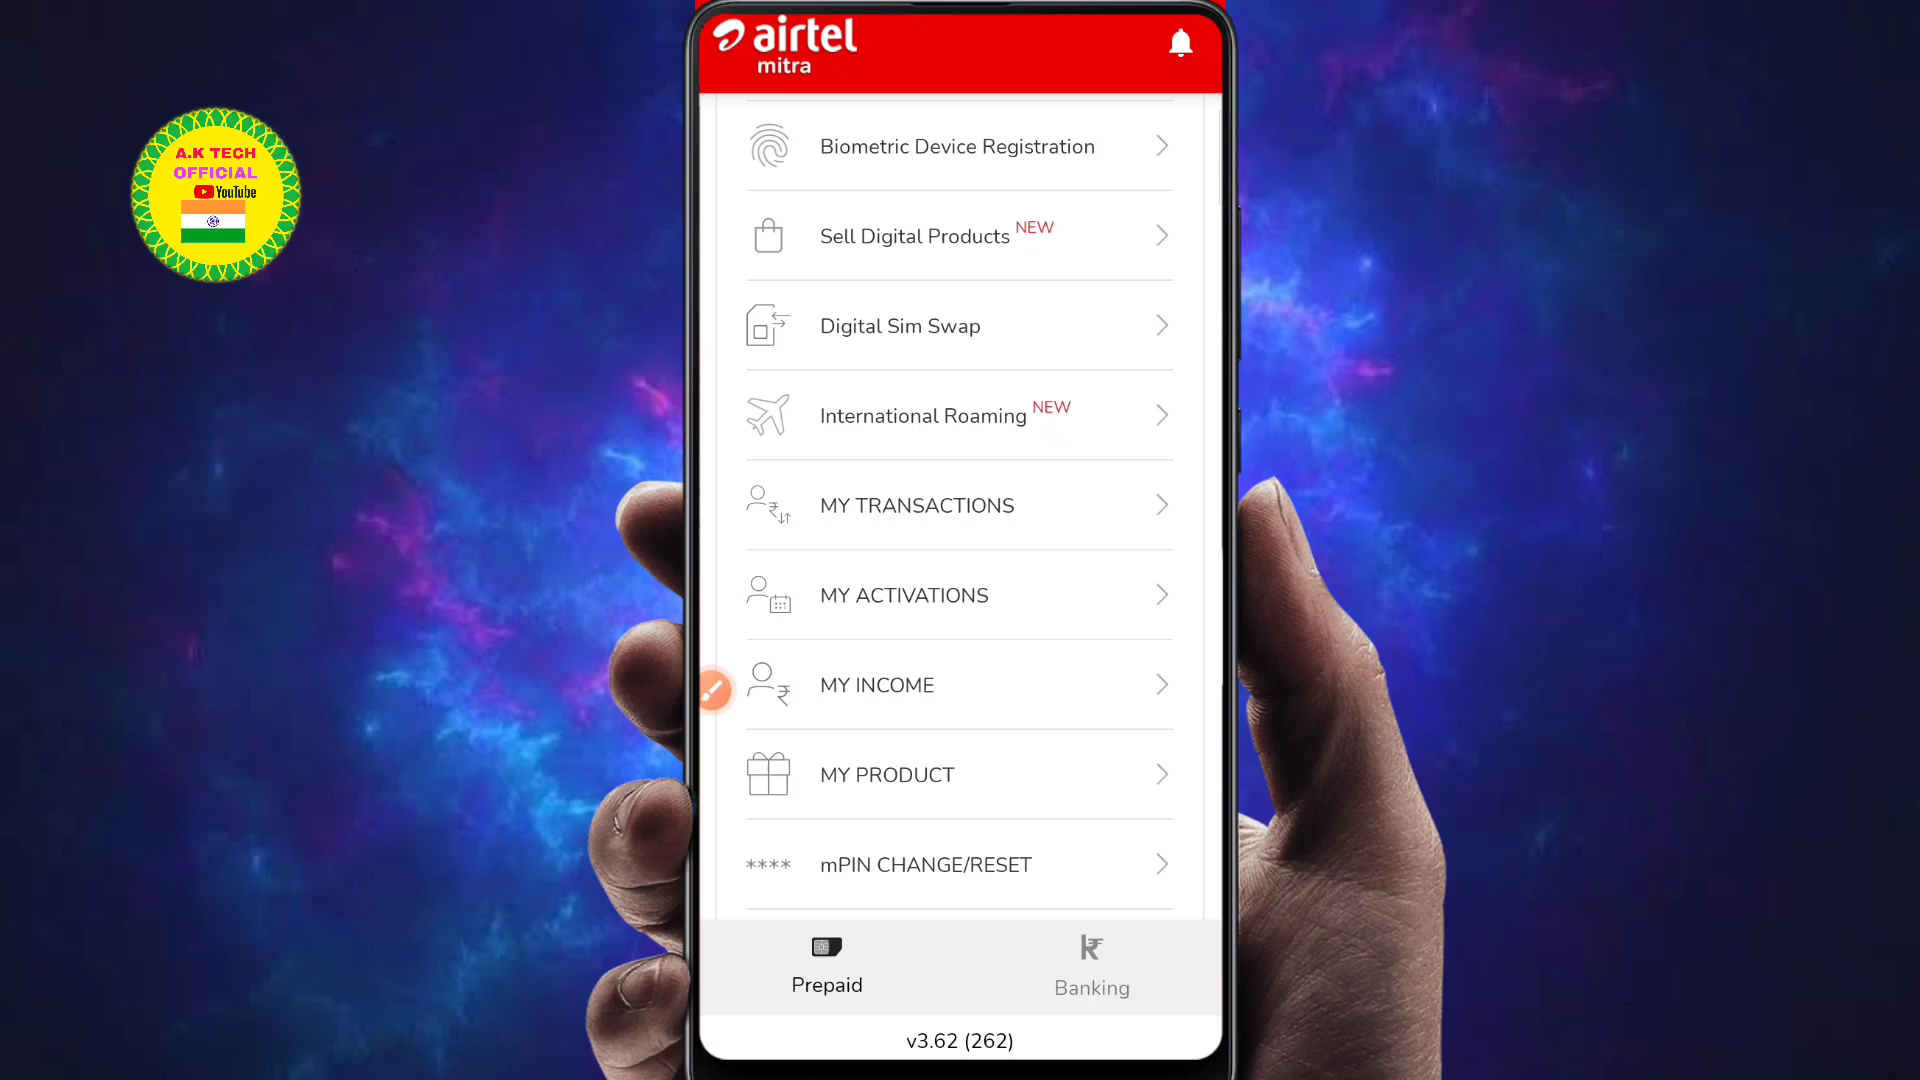 airtel
mitra
A.K TECH
OFFICIAL
YouTube
Biometric Device Registration
Sell Digital Products NEW
Digital Sim Swap
International Roaming NEW
MY TRANSACTIONS
MY ACTIVATIONS
MY INCOME
MY PRODUCT
**** mPIN CHANGE/RESET
Prepaid
Banking
v3.62 (262)